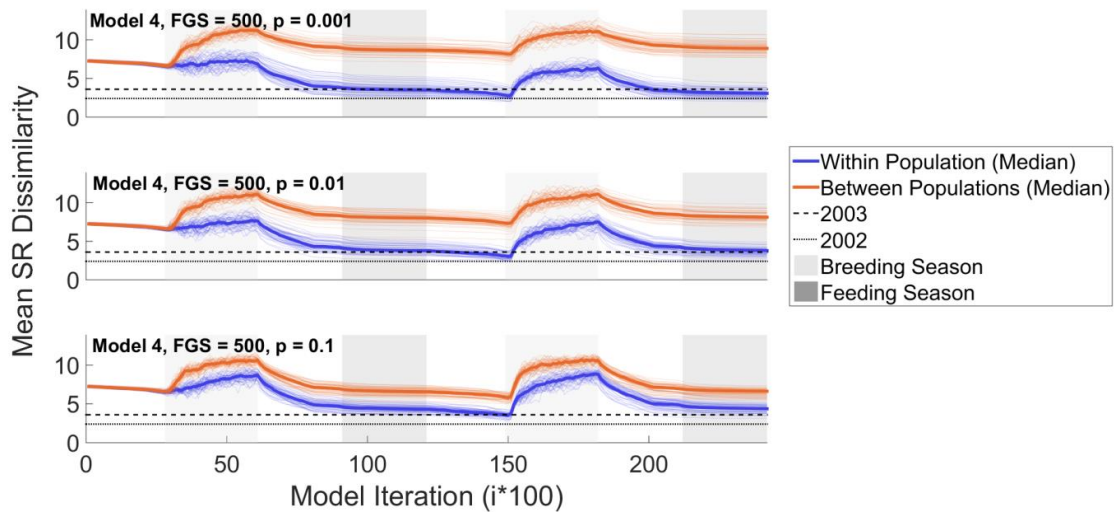 Model 4, FGS = 500, p = 0.001
10
5
0
Model 4, FGS = 500, p = 0.01
10
5
0
Model 4, FGS = 500, p = 0.1
10
5
0
0
50
100
150
200
Mean SR Dissimilarity
Model Iteration (i*100)
Within Population (Median)
Between Populations (Median)
2003
2002
Breeding Season
Feeding Season